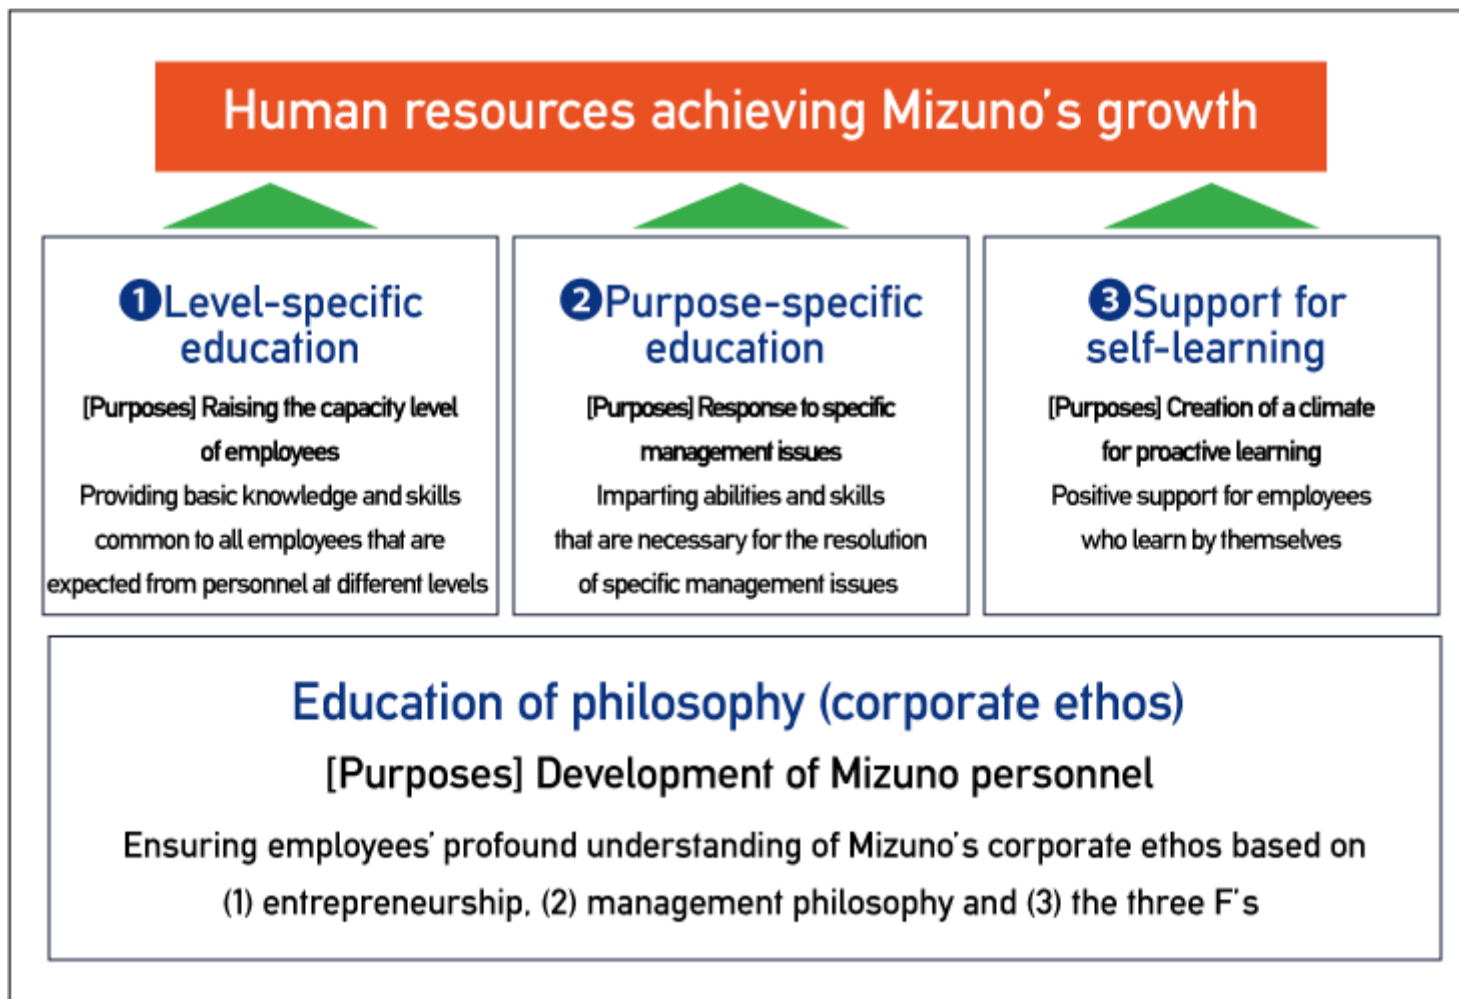 Human resources achieving Mizuno’s growth
❶Level-specific
education
[Purposes] Raising the capacity level
of employees
Providing basic knowledge and skills
common to all employees that are
expected from personnel at different levels
❷Purpose-specific
education
[Purposes] Response to specific
management issues
Imparting abilities and skills
that are necessary for the resolution
of specific management issues
❸Support for
self-learning
[Purposes] Creation of a climate
for proactive learning
Positive support for employees
who learn by themselves
Education of philosophy (corporate ethos)
[Purposes] Development of Mizuno personnel
Ensuring employees’ profound understanding of Mizuno’s corporate ethos based on
(1) entrepreneurship, (2) management philosophy and (3) the three F’s